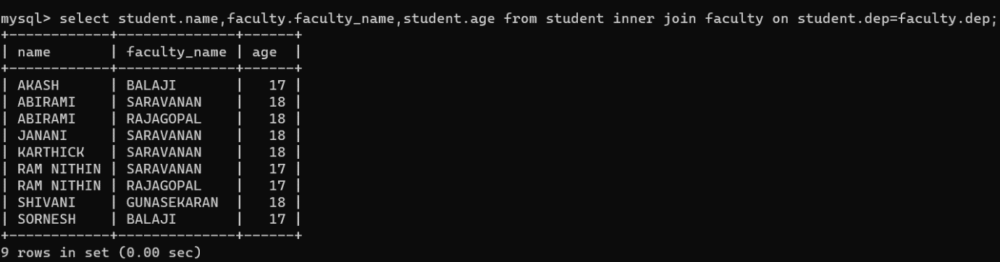 mysql> select student.name,faculty.faculty_name,student.age from student inner join faculty on student.dep=faculty.dep;
+------------+--------------+------+
| name       | faculty_name | age  |
+------------+--------------+------+
| AKASH      | BALAJI       |   17 |
| ABIRAMI    | SARAVANAN    |   18 |
| ABIRAMI    | RAJAGOPAL    |   18 |
| JANANI     | SARAVANAN    |   18 |
| KARTHICK   | SARAVANAN    |   18 |
| RAM NITHIN | SARAVANAN    |   17 |
| RAM NITHIN | RAJAGOPAL    |   17 |
| SHIVANI    | GUNASEKARAN  |   18 |
| SORNESH    | BALAJI       |   17 |
+------------+--------------+------+
9 rows in set (0.00 sec)